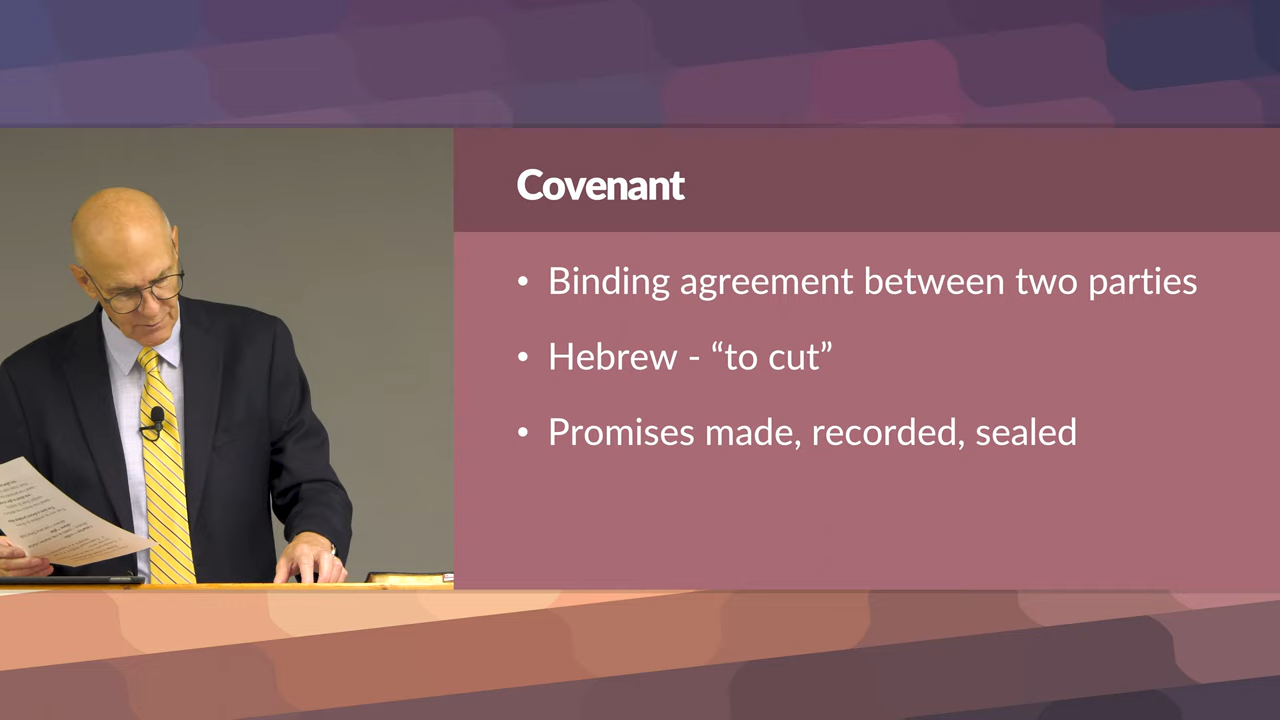 Covenant
• Binding agreement between two parties
• Hebrew - “to cut”
• Promises made, recorded, sealed